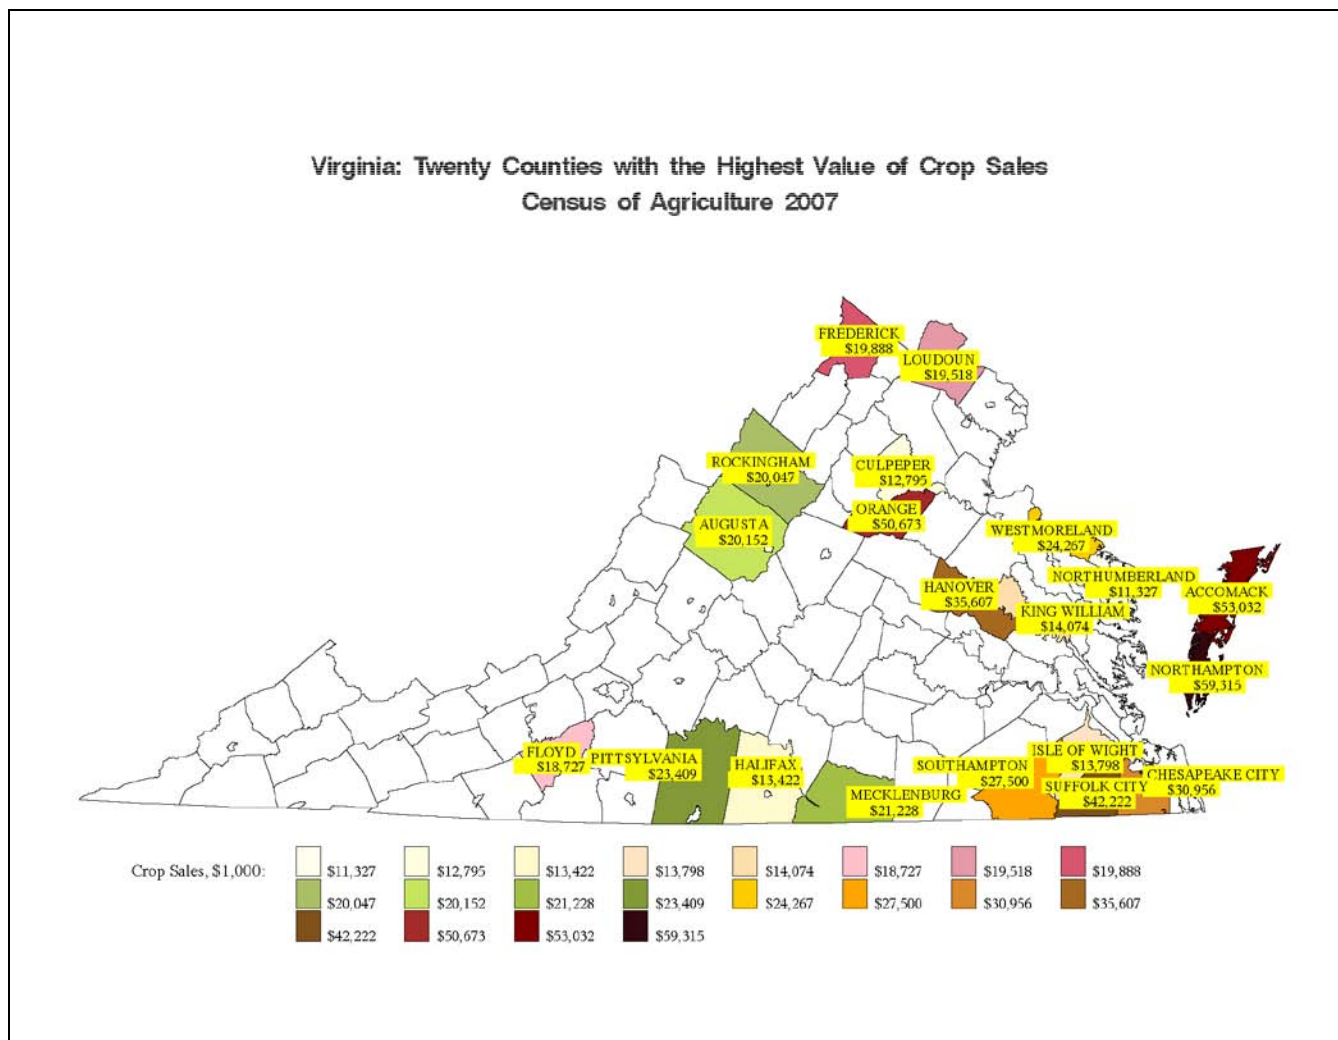 Virginia: Twenty Counties with the Highest Value of Crop Sales
Census of Agriculture 2007
FREDERICK
$19,888
LOUDOUN
$19,518
ROCKINGHAM
$20,047
CULPEPER
$12,795
AUGUSTA
$20,152
ORANGE
$50,673
WESTMORELAND
$24,267
NORTHUMBERLAND
$11,327
ACCOMACK
$53,032
HANOVER
$35,607
KING WILLIAM
$14,074
NORTHAMPTON
$59,315
FLOYD
$18,727
PITTSYLVANIA
$23,409
HALIFAX
$13,422
MECKLENBURG
$21,228
SOUTHAMPTON
$27,500
ISLE OF WIGHT
$13,798
SUFFOLK CITY
$42,222
CHESAPEAKE CITY
$30,956
Crop Sales, $1,000: $11,327 $12,795 $13,422 $13,798 $14,074 $18,727 $19,518 $19,888
$20,047 $20,152 $21,228 $23,409 $24,267 $27,500 $30,956 $35,607
$42,222 $50,673 $53,032 $59,315